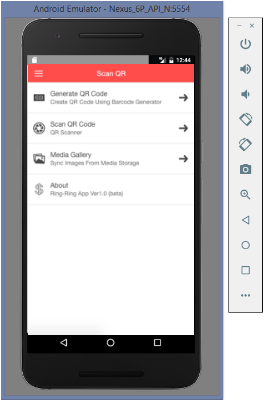 Android Emulator - Nexus_6P_API_N:5554
12:44
Scan QR
Generate QR Code
Create QR Code Using Barcode Generator
Scan QR Code
QR Scanner
Media Gallery
Sync Images From Media Storage
About
Ring-Ring App Ver1.0 (beta)